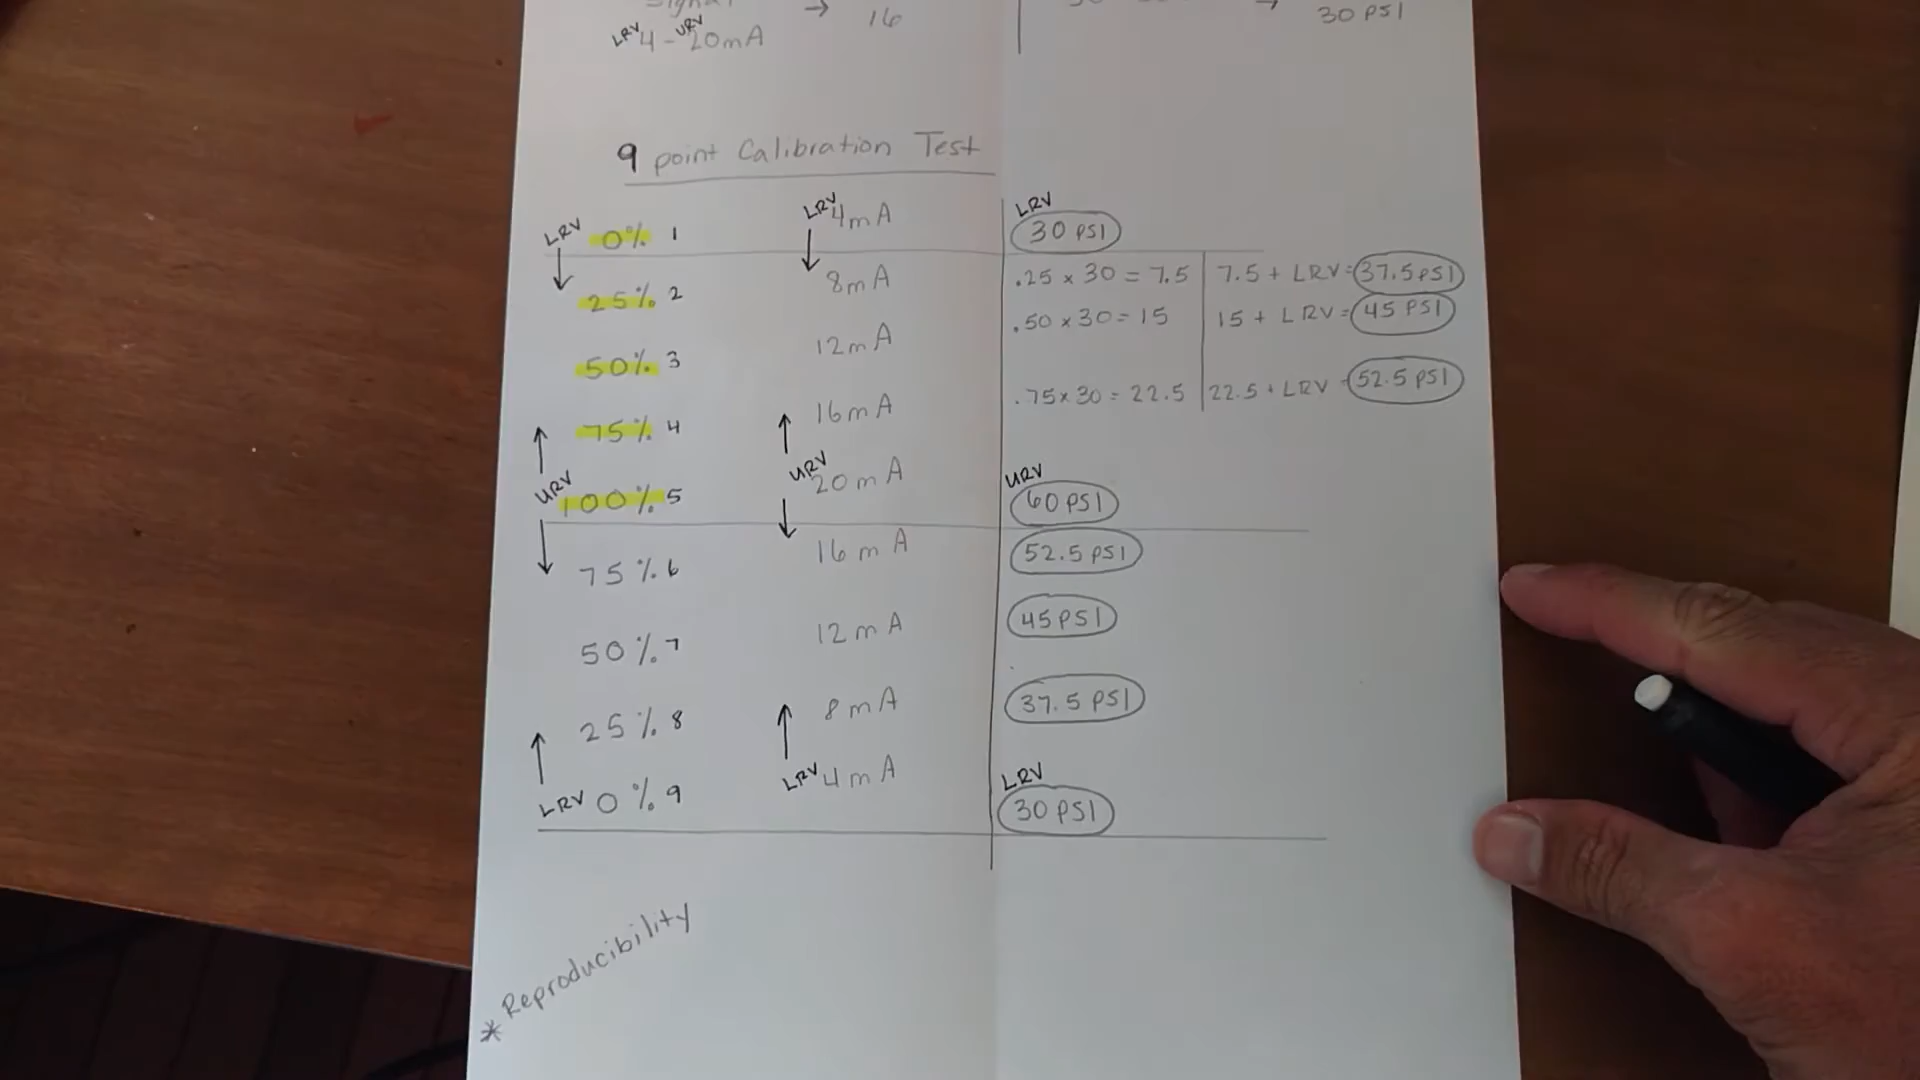 LRV 4 - URV 20mA → 16
→ 30 PSI
9 point Calibration Test
LRV 0% 1 LRV 4mA LRV 30 PSI
25% 2 8mA .25 x 30 = 7.5 7.5 + LRV = 37.5 PSI
50% 3 12mA .50 x 30 = 15 15 + LRV = 45 PSI
75% 4 16mA .75 x 30 = 22.5 22.5 + LRV = 52.5 PSI
URV 100% 5 URV 20mA URV 60 PSI
75% 6 16mA 52.5 PSI
50% 7 12mA 45 PSI
25% 8 8mA 37.5 PSI
LRV 0% 9 LRV 4mA LRV 30 PSI
* Reproducibility